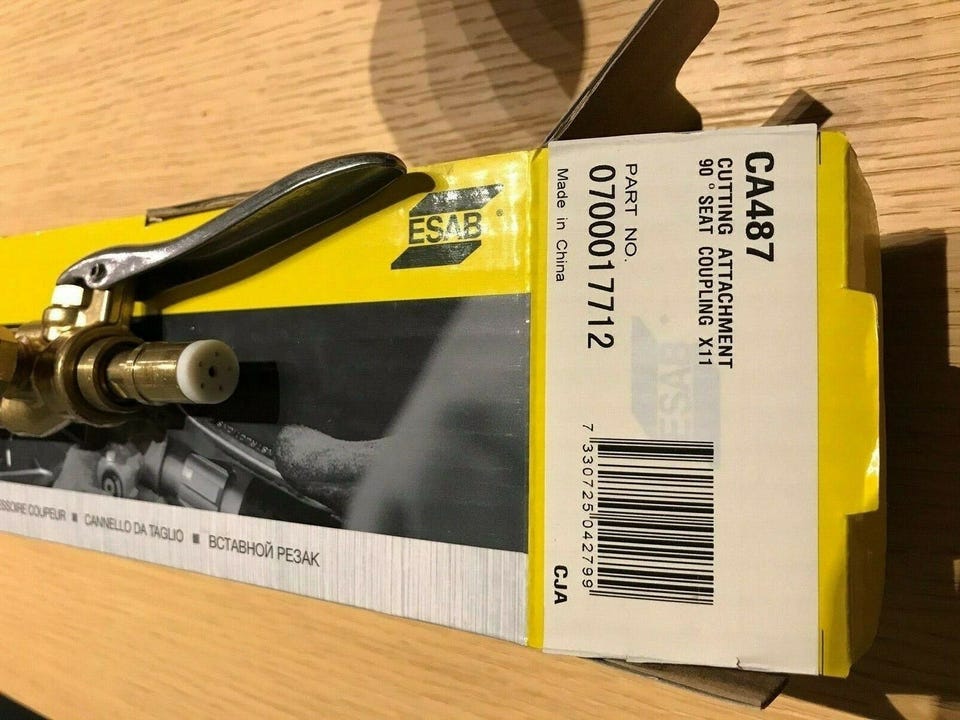 CA487
CUTTING ATTACHMENT
90° SEAT COUPLING X11
PART NO.
0700017712
Made in China
ESAB
7 330725 042799
CJA
ESAB®
COUPEUR ■ CANNELLO DA TAGLIO ■ ВСТАВНОЙ РЕЗАК